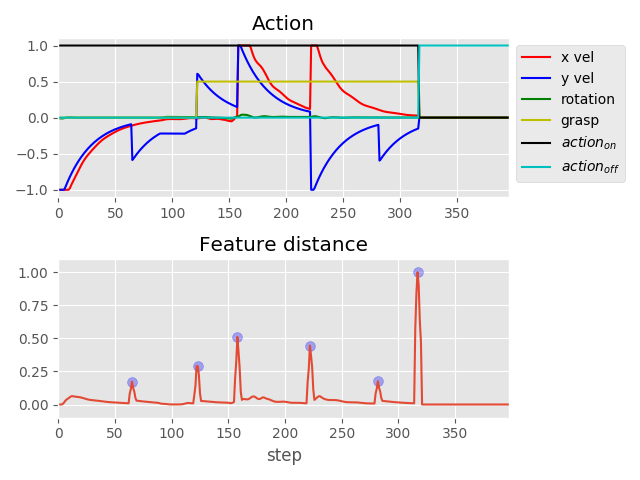 Action
1.0
0.5
0.0
−0.5
−1.0
0 50 100 150 200 250 300 350
x vel
y vel
rotation
grasp
action_on
action_off
Feature distance
1.00
0.75
0.50
0.25
0.00
0 50 100 150 200 250 300 350
step